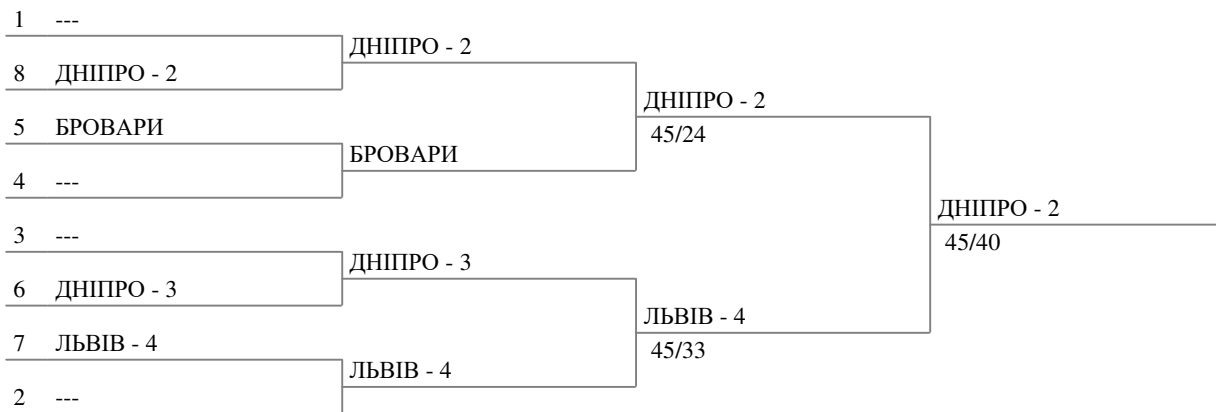 1 ---
ДНІПРО - 2
8 ДНІПРО - 2
ДНІПРО - 2
45/24
5 БРОВАРИ
БРОВАРИ
4 ---
ДНІПРО - 2
45/40
3 ---
ДНІПРО - 3
6 ДНІПРО - 3
ЛЬВІВ - 4
45/33
7 ЛЬВІВ - 4
ЛЬВІВ - 4
2 ---